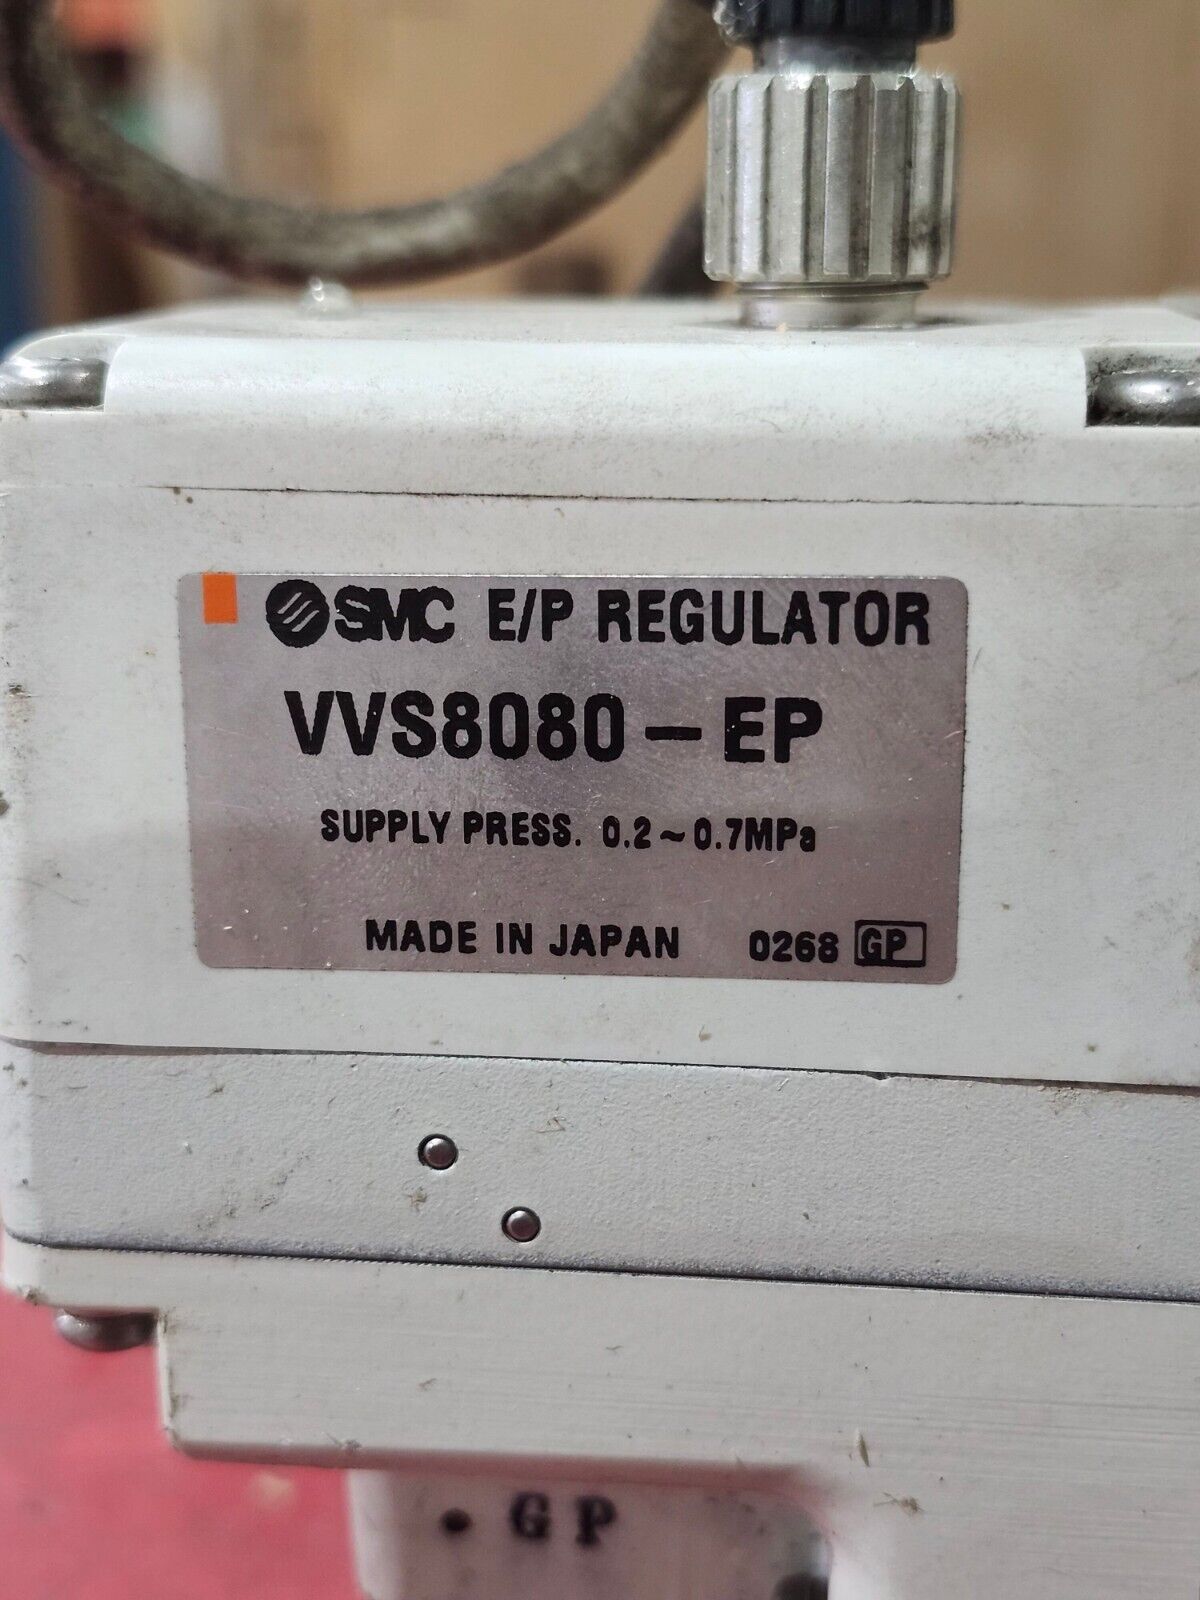 SMC E/P REGULATOR
VVS8080-EP
SUPPLY PRESS. 0.2~0.7MPa
MADE IN JAPAN 0268 GP
• GP